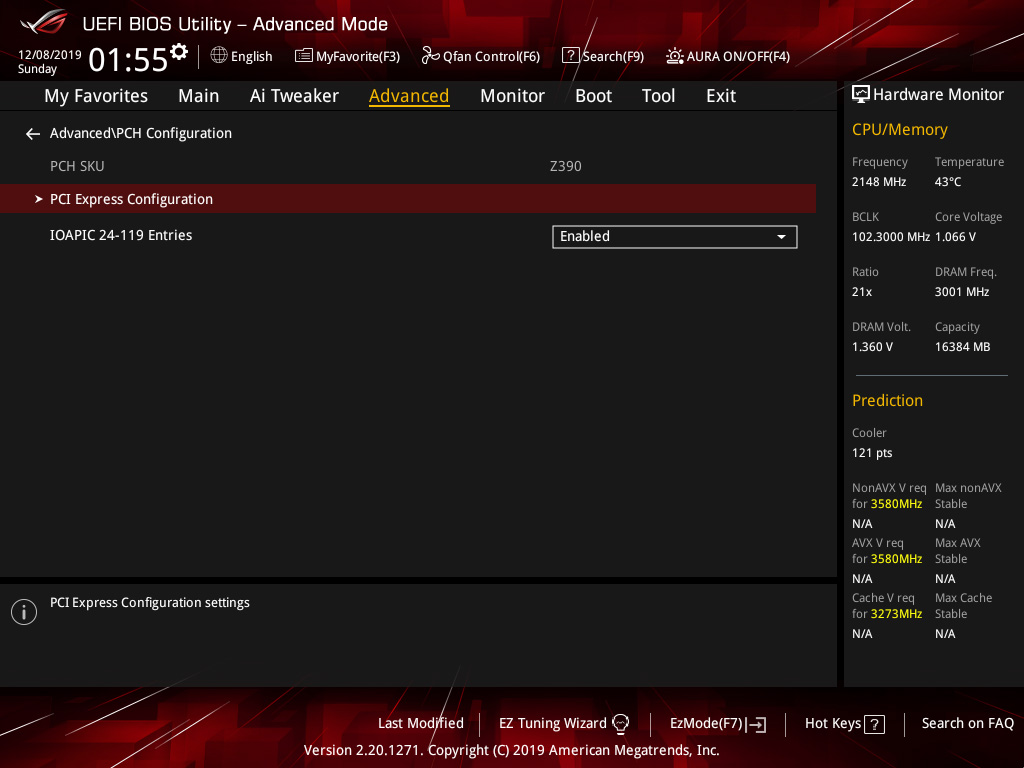 UEFI BIOS Utility – Advanced Mode
12/08/2019
Sunday
01:55
English
MyFavorite(F3)
Qfan Control(F6)
? Search(F9)
AURA ON/OFF(F4)
My Favorites Main Ai Tweaker Advanced Monitor Boot Tool Exit
Advanced\PCH Configuration
PCH SKU Z390
PCI Express Configuration
IOAPIC 24-119 Entries Enabled
PCI Express Configuration settings
Hardware Monitor
CPU/Memory
Frequency Temperature
2148 MHz 43°C
BCLK Core Voltage
102.3000 MHz 1.066 V
Ratio DRAM Freq.
21x 3001 MHz
DRAM Volt. Capacity
1.360 V 16384 MB
Prediction
Cooler
121 pts
NonAVX V req Max nonAVX
for 3580MHz Stable
N/A N/A
AVX V req Max AVX
for 3580MHz Stable
N/A N/A
Cache V req Max Cache
for 3273MHz Stable
N/A N/A
Last Modified
EZ Tuning Wizard
EzMode(F7)
Hot Keys ?
Search on FAQ
Version 2.20.1271. Copyright (C) 2019 American Megatrends, Inc.